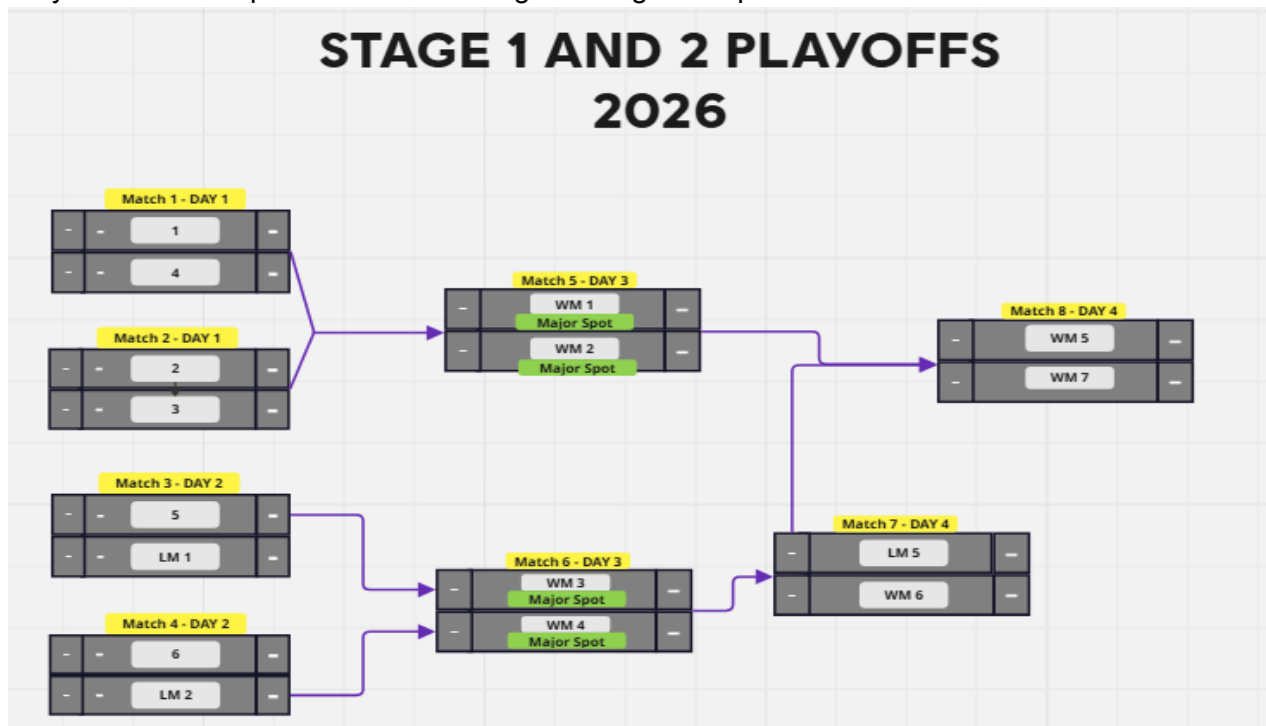 STAGE 1 AND 2 PLAYOFFS
2026
Match 1 - DAY 1
- - 1 -
- - 4 -
Match 2 - DAY 1
- - 2 -
- - 3 -
Match 3 - DAY 2
- - 5 -
- - LM 1 -
Match 4 - DAY 2
- - 6 -
- - LM 2 -
Match 5 - DAY 3
- WM 1 -
Major Spot
- WM 2 -
Major Spot
Match 6 - DAY 3
- WM 3 -
Major Spot
- WM 4 -
Major Spot
Match 8 - DAY 4
- WM 5 -
- WM 7 -
Match 7 - DAY 4
- LM 5 -
- WM 6 -